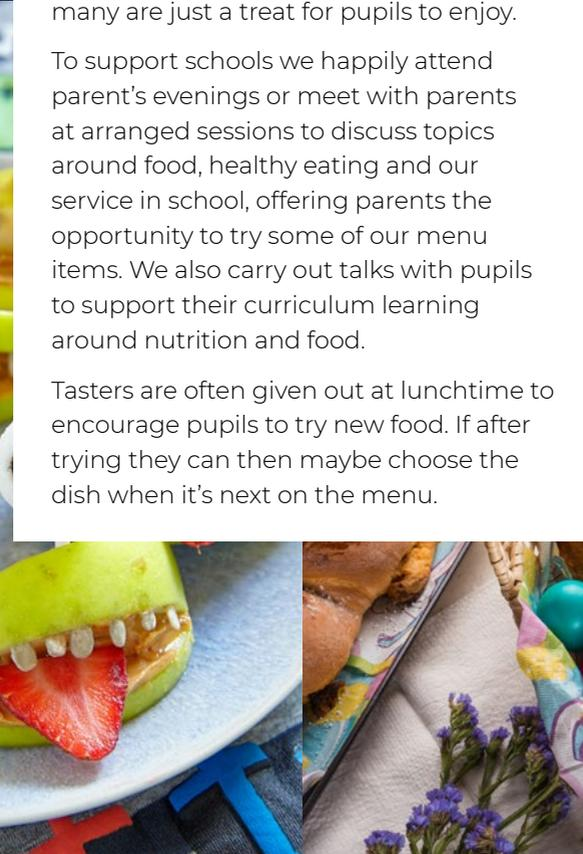 many are just a treat for pupils to enjoy.
To support schools we happily attend
parent's evenings or meet with parents
at arranged sessions to discuss topics
around food, healthy eating and our
service in school, offering parents the
opportunity to try some of our menu
items. We also carry out talks with pupils
to support their curriculum learning
around nutrition and food.
Tasters are often given out at lunchtime to
encourage pupils to try new food. If after
trying they can then maybe choose the
dish when it's next on the menu.